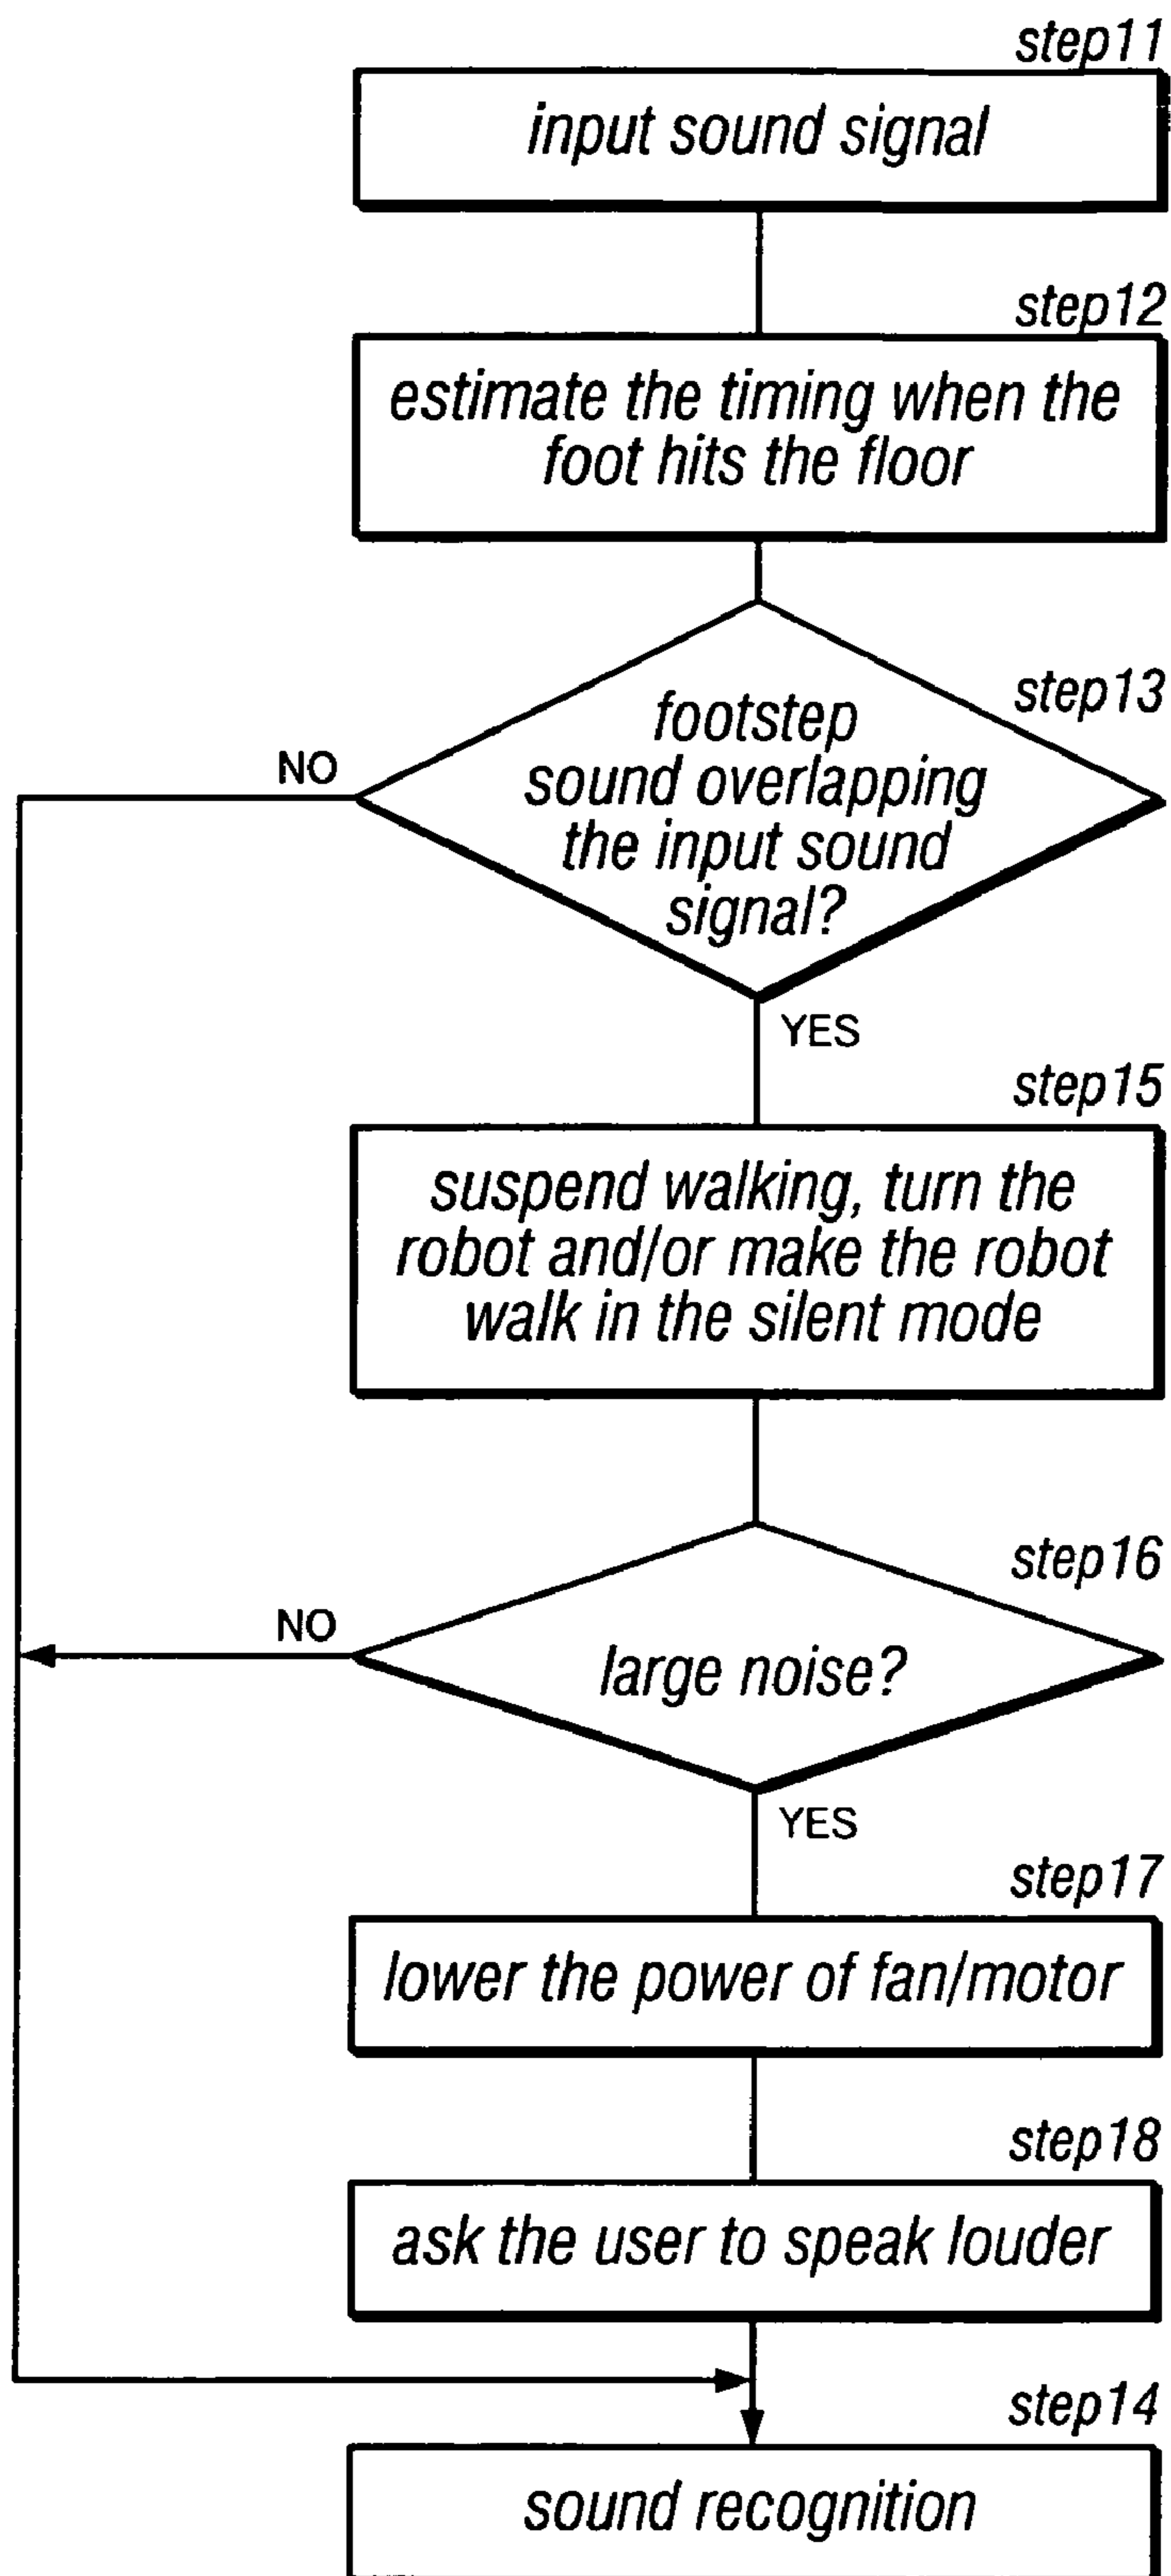 step11
input sound signal
step12
estimate the timing when the
foot hits the floor
step13
footstep
sound overlapping
the input sound
signal?
NO
YES
step15
suspend walking, turn the
robot and/or make the robot
walk in the silent mode
step16
large noise?
NO
YES
step17
lower the power of fan/motor
step18
ask the user to speak louder
step14
sound recognition